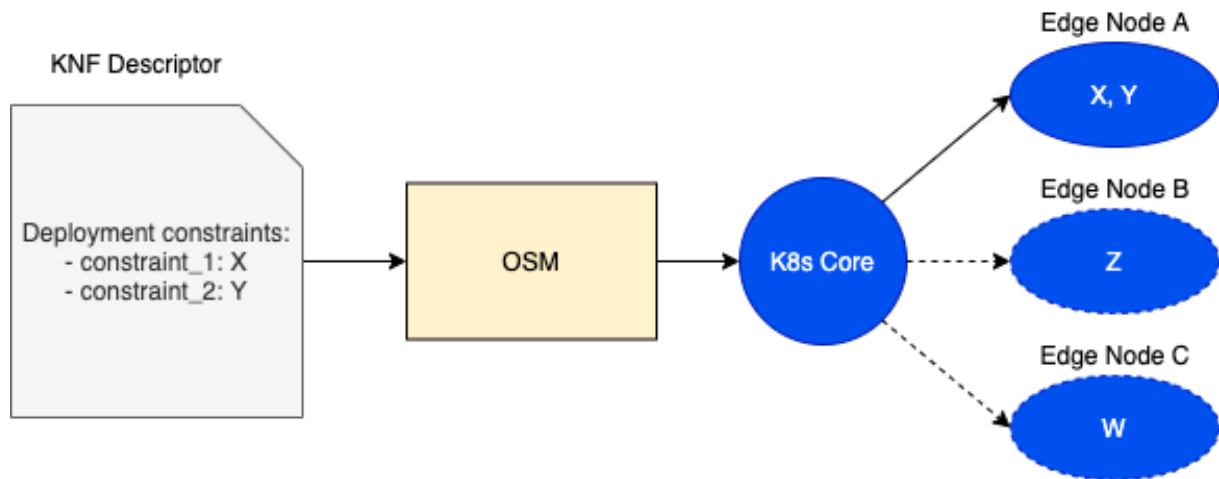 KNF Descriptor
Deployment constraints:
- constraint_1: X
- constraint_2: Y
OSM
K8s Core
Edge Node A
X, Y
Edge Node B
Z
Edge Node C
W